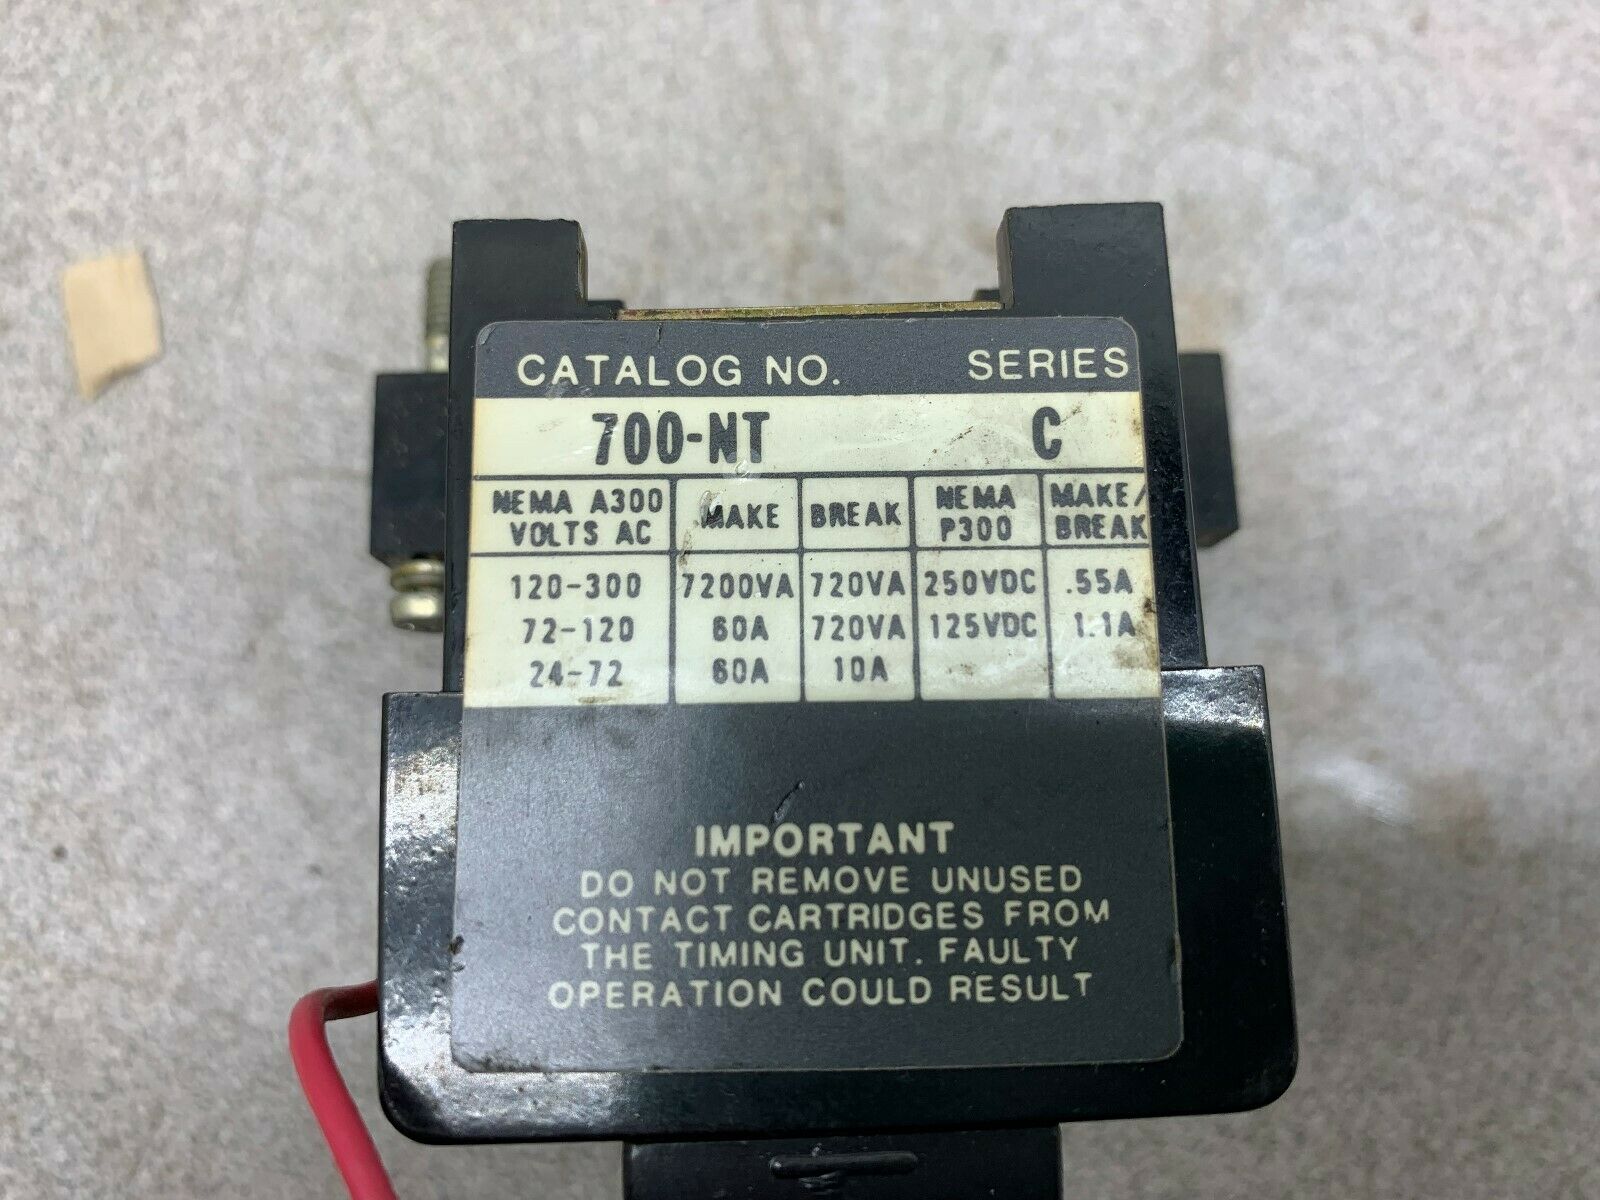 CATALOG NO. SERIES
700-NT C
NEMA A300 VOLTS AC MAKE BREAK NEMA P300 MAKE/ BREAK
120-300 7200VA 720VA 250VDC .55A
72-120 60A 720VA 125VDC 1.1A
24-72 60A 10A
IMPORTANT
DO NOT REMOVE UNUSED
CONTACT CARTRIDGES FROM
THE TIMING UNIT. FAULTY
OPERATION COULD RESULT